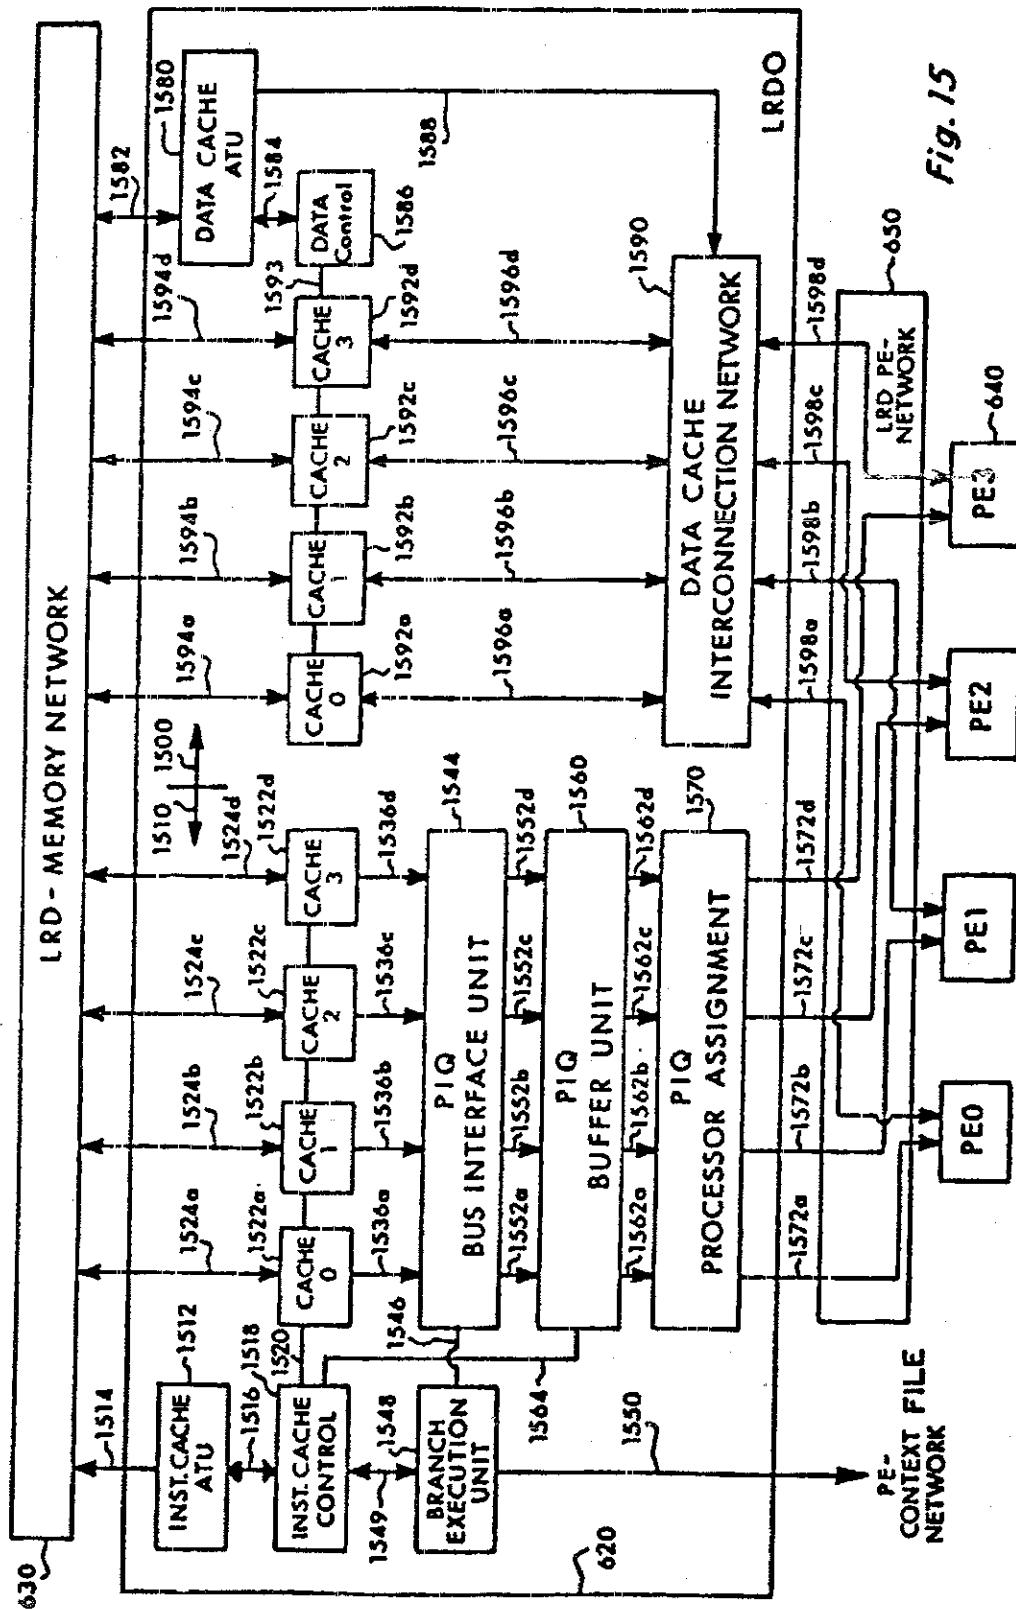 630
LRD - MEMORY NETWORK
1514
1524a
1524b
1524c
1524d
1510
1500
1594a
1594b
1594c
1594d
1582
INST. CACHE
ATU
1512
1516
1518
1520
INST. CACHE
CONTROL
1522a
CACHE
0
1522b
CACHE
1
1522c
CACHE
2
1522d
CACHE
3
CACHE
0
1592a
CACHE
1
1592b
CACHE
2
1592c
CACHE
3
1592d
1593
DATA CACHE
ATU
1580
1584
DATA
Control
1586
1588
1549
1548
BRANCH
EXECUTION
UNIT
1546
1564
1550
1536a
1536b
1536c
1536d
PIQ
BUS INTERFACE UNIT
1544
1552a
1552b
1552c
1552d
PIQ
BUFFER UNIT
1560
1562a
1562b
1562c
1562d
PIQ
PROCESSOR ASSIGNMENT
1570
1596a
1596b
1596c
1596d
DATA CACHE
INTERCONNECTION NETWORK
1590
620
LRDO
1572a
1572b
1572c
1572d
1598a
1598b
1598c
1598d
LRD PE-
NETWORK
650
PE-
CONTEXT FILE
NETWORK
PE0
PE1
PE2
PE3
640
Fig. 15